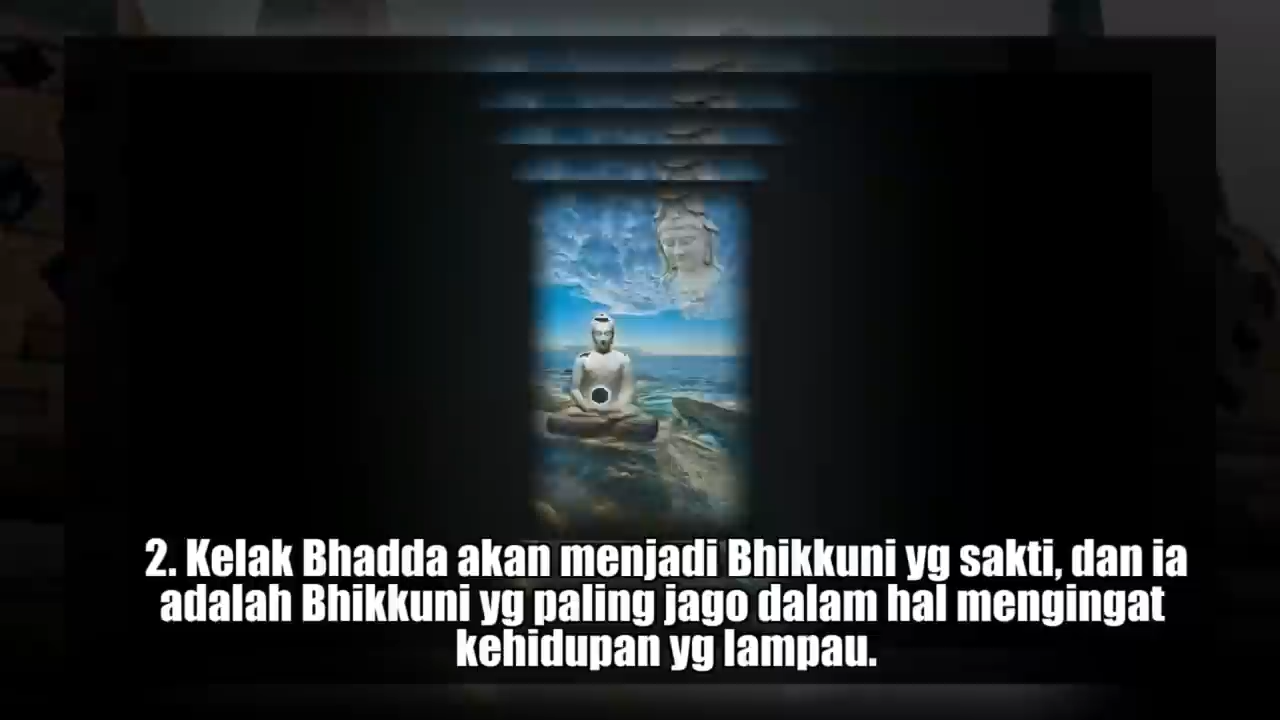 2. Kelak Bhadda akan menjadi Bhikkuni yg sakti, dan ia
adalah Bhikkuni yg paling jago dalam hal mengingat
kehidupan yg lampau.